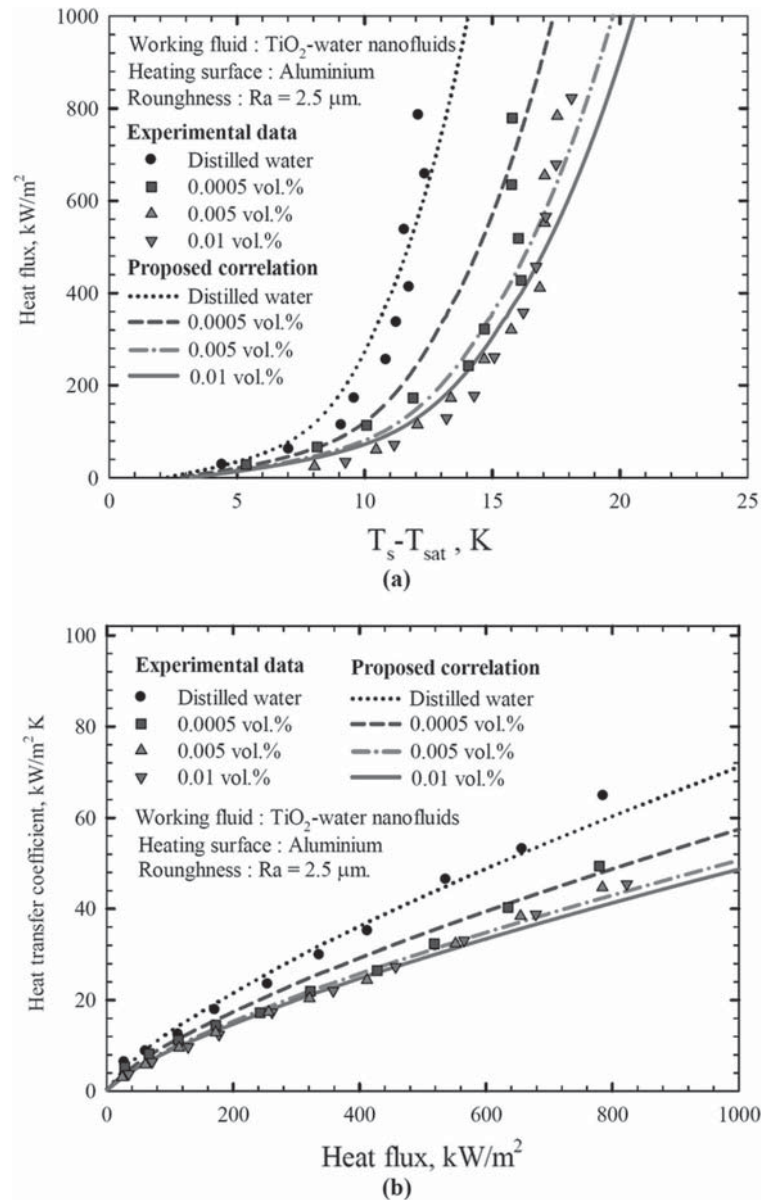 1000
800
600
400
200
0
Heat flux, kW/m²
Working fluid : TiO₂-water nanofluids
Heating surface : Aluminium
Rounghness : Ra = 2.5 μm.
Experimental data
Distilled water
0.0005 vol.%
0.005 vol.%
0.01 vol.%
Proposed correlation
Distilled water
0.0005 vol.%
0.005 vol.%
0.01 vol.%
0 5 10 15 20 25
Tₛ-Tsat , K
(a)
100
80
60
40
20
0
Heat transfer coefficient, kW/m² K
Experimental data
Distilled water
0.0005 vol.%
0.005 vol.%
0.01 vol.%
Proposed correlation
Distilled water
0.0005 vol.%
0.005 vol.%
0.01 vol.%
Working fluid : TiO₂-water nanofluids
Heating surface : Aluminium
Rounghness : Ra = 2.5 μm.
0 200 400 600 800 1000
Heat flux, kW/m²
(b)